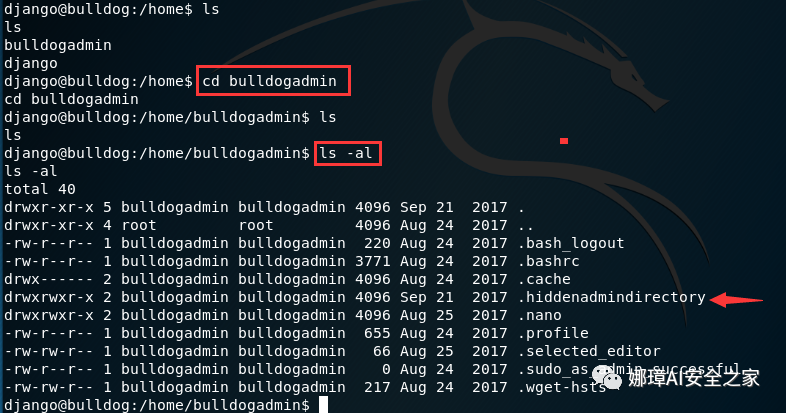 django@bulldog:/home$ ls
ls
bulldogadmin
django
django@bulldog:/home$ cd bulldogadmin
cd bulldogadmin
django@bulldog:/home/bulldogadmin$ ls
ls
django@bulldog:/home/bulldogadmin$ ls -al
ls -al
total 40
drwxr-xr-x 5 bulldogadmin bulldogadmin 4096 Sep 21  2017 .
drwxr-xr-x 4 root         root         4096 Aug 24  2017 ..
-rw-r--r-- 1 bulldogadmin bulldogadmin  220 Aug 24  2017 .bash_logout
-rw-r--r-- 1 bulldogadmin bulldogadmin 3771 Aug 24  2017 .bashrc
drwx------ 2 bulldogadmin bulldogadmin 4096 Aug 24  2017 .cache
drwxrwxr-x 2 bulldogadmin bulldogadmin 4096 Sep 21  2017 .hiddenadmindirectory
drwxrwxr-x 2 bulldogadmin bulldogadmin 4096 Aug 25  2017 .nano
-rw-r--r-- 1 bulldogadmin bulldogadmin  655 Aug 24  2017 .profile
-rw-rw-r-- 1 bulldogadmin bulldogadmin   66 Aug 25  2017 .selected_editor
-rw-r--r-- 1 bulldogadmin bulldogadmin    0 Aug 24  2017 .sudo_as_admin_successful
-rw-rw-r-- 1 bulldogadmin bulldogadmin  217 Aug 24  2017 .wget-hsts
django@bulldog:/home/bulldogadmin$
娜璋AI安全之家